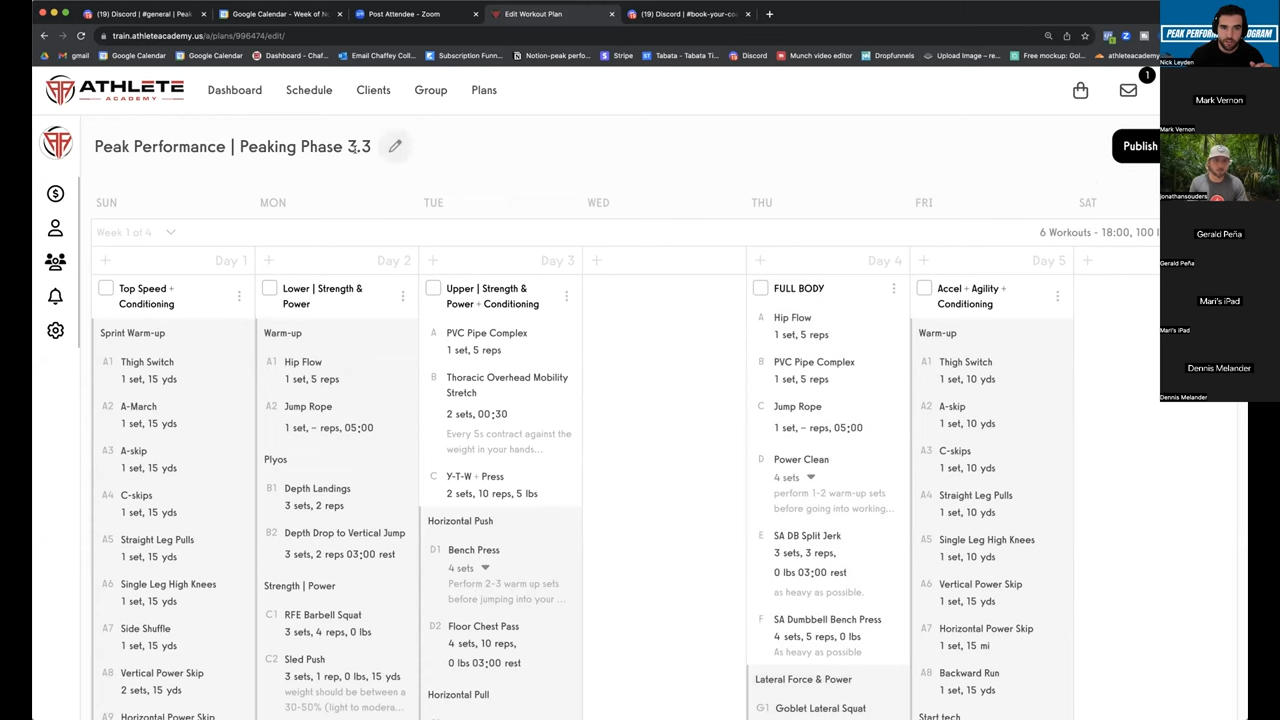 (19) Discord | #general | Peak
Google Calendar - Week of N
Post Attendee - Zoom
Edit Workout Plan
(19) Discord | #book-your-co
train.athleteacademy.us/a/plans/996474/edit/
gmail
Google Calendar
Google Calendar
Dashboard - Chaf...
Email Chaffey Coll...
Subscription Fundi...
Notion-peak perfo...
Stripe
Tabata - Tabata Ti...
Discord
Munch video editor
Dropfunnels
Upload Image - re...
Free mockup: Gol...
athleteacademy
ATHLETE
ACADEMY
Dashboard
Schedule
Clients
Group
Plans
1
Peak Performance | Peaking Phase 3.3
Publish
SUN
MON
TUE
WED
THU
FRI
SAT
Week 1 of 4
6 Workouts - 18:00, 100 l
Day 1
Day 2
Day 3
Day 4
Day 5
Top Speed +
Conditioning
Sprint Warm-up
A1 Thigh Switch
1 set, 15 yds
A2 A-March
1 set, 15 yds
A3 A-skip
1 set, 15 yds
A4 C-skips
1 set, 15 yds
A5 Straight Leg Pulls
1 set, 15 yds
A6 Single Leg High Knees
1 set, 15 yds
A7 Side Shuffle
1 set, 15 yds
A8 Vertical Power Skip
2 sets, 15 yds
A9 Horizontal Power Skip
Lower | Strength &
Power
Warm-up
A1 Hip Flow
1 set, 5 reps
A2 Jump Rope
1 set, – reps, 05:00
Plyos
B1 Depth Landings
3 sets, 2 reps
B2 Depth Drop to Vertical Jump
3 sets, 2 reps 03:00 rest
Strength | Power
C1 RFE Barbell Squat
3 sets, 4 reps, 0 lbs
C2 Sled Push
3 sets, 1 rep, 0 lbs, 15 yds
weight should be between a
30-50% (light to modera...
Upper | Strength &
Power + Conditioning
A PVC Pipe Complex
1 set, 5 reps
B Thoracic Overhead Mobility
Stretch
2 sets, 00:30
Every 5s contract against the
weight in your hands...
C Y-T-W + Press
2 sets, 10 reps, 5 lbs
Horizontal Push
D1 Bench Press
4 sets
Perform 2-3 warm up sets
before jumping into your ...
D2 Floor Chest Pass
4 sets, 10 reps,
0 lbs 03:00 rest
Horizontal Pull
FULL BODY
A Hip Flow
1 set, 5 reps
B PVC Pipe Complex
1 set, 5 reps
C Jump Rope
1 set, – reps, 05:00
D Power Clean
4 sets
perform 1-2 warm-up sets
before going into working...
E SA DB Split Jerk
3 sets, 3 reps,
0 lbs 03:00 rest
as heavy as possible.
F SA Dumbbell Bench Press
4 sets, 5 reps, 0 lbs
As heavy as possible
Lateral Force & Power
G1 Goblet Lateral Squat
Accel + Agility +
Conditioning
Warm-up
A1 Thigh Switch
1 set, 10 yds
A2 A-skip
1 set, 10 yds
A3 C-skips
1 set, 10 yds
A4 Straight Leg Pulls
1 set, 10 yds
A5 Single Leg High Knees
1 set, 10 yds
A6 Vertical Power Skip
1 set, 15 yds
A7 Horizontal Power Skip
1 set, 15 mi
A8 Backward Run
1 set, 15 yds
Start tech
PEAK PERFORMANCE PROGRAM
Nick Leyden
Mark Vernon
Mark Vernon
jonathansouders
Gerald Peña
Gerald Peña
Mari's iPad
Mari's iPad
Dennis Melander
Dennis Melander